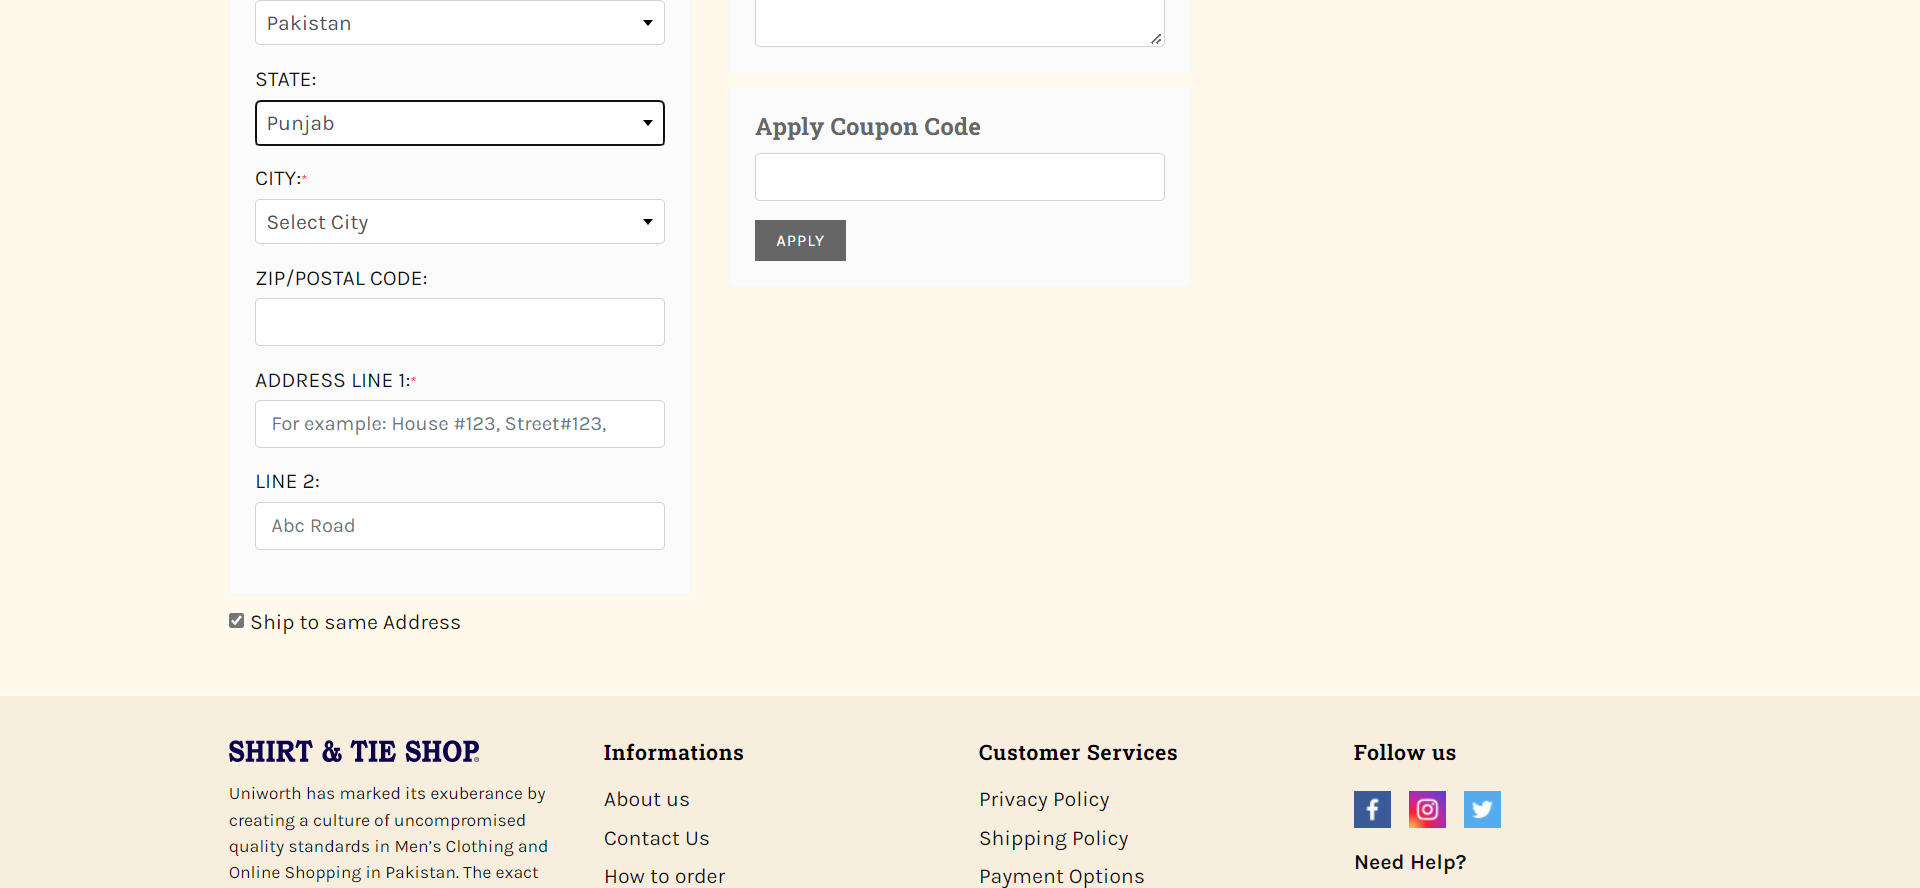 Pakistan
STATE:
Punjab
CITY:*
Select City
ZIP/POSTAL CODE:
ADDRESS LINE 1:*
For example: House #123, Street#123,
LINE 2:
Abc Road
Ship to same Address
Apply Coupon Code
APPLY
SHIRT & TIE SHOP®
Uniworth has marked its exuberance by
creating a culture of uncompromised
quality standards in Men’s Clothing and
Online Shopping in Pakistan. The exact
Informations
About us
Contact Us
How to order
Customer Services
Privacy Policy
Shipping Policy
Payment Options
Follow us
Need Help?